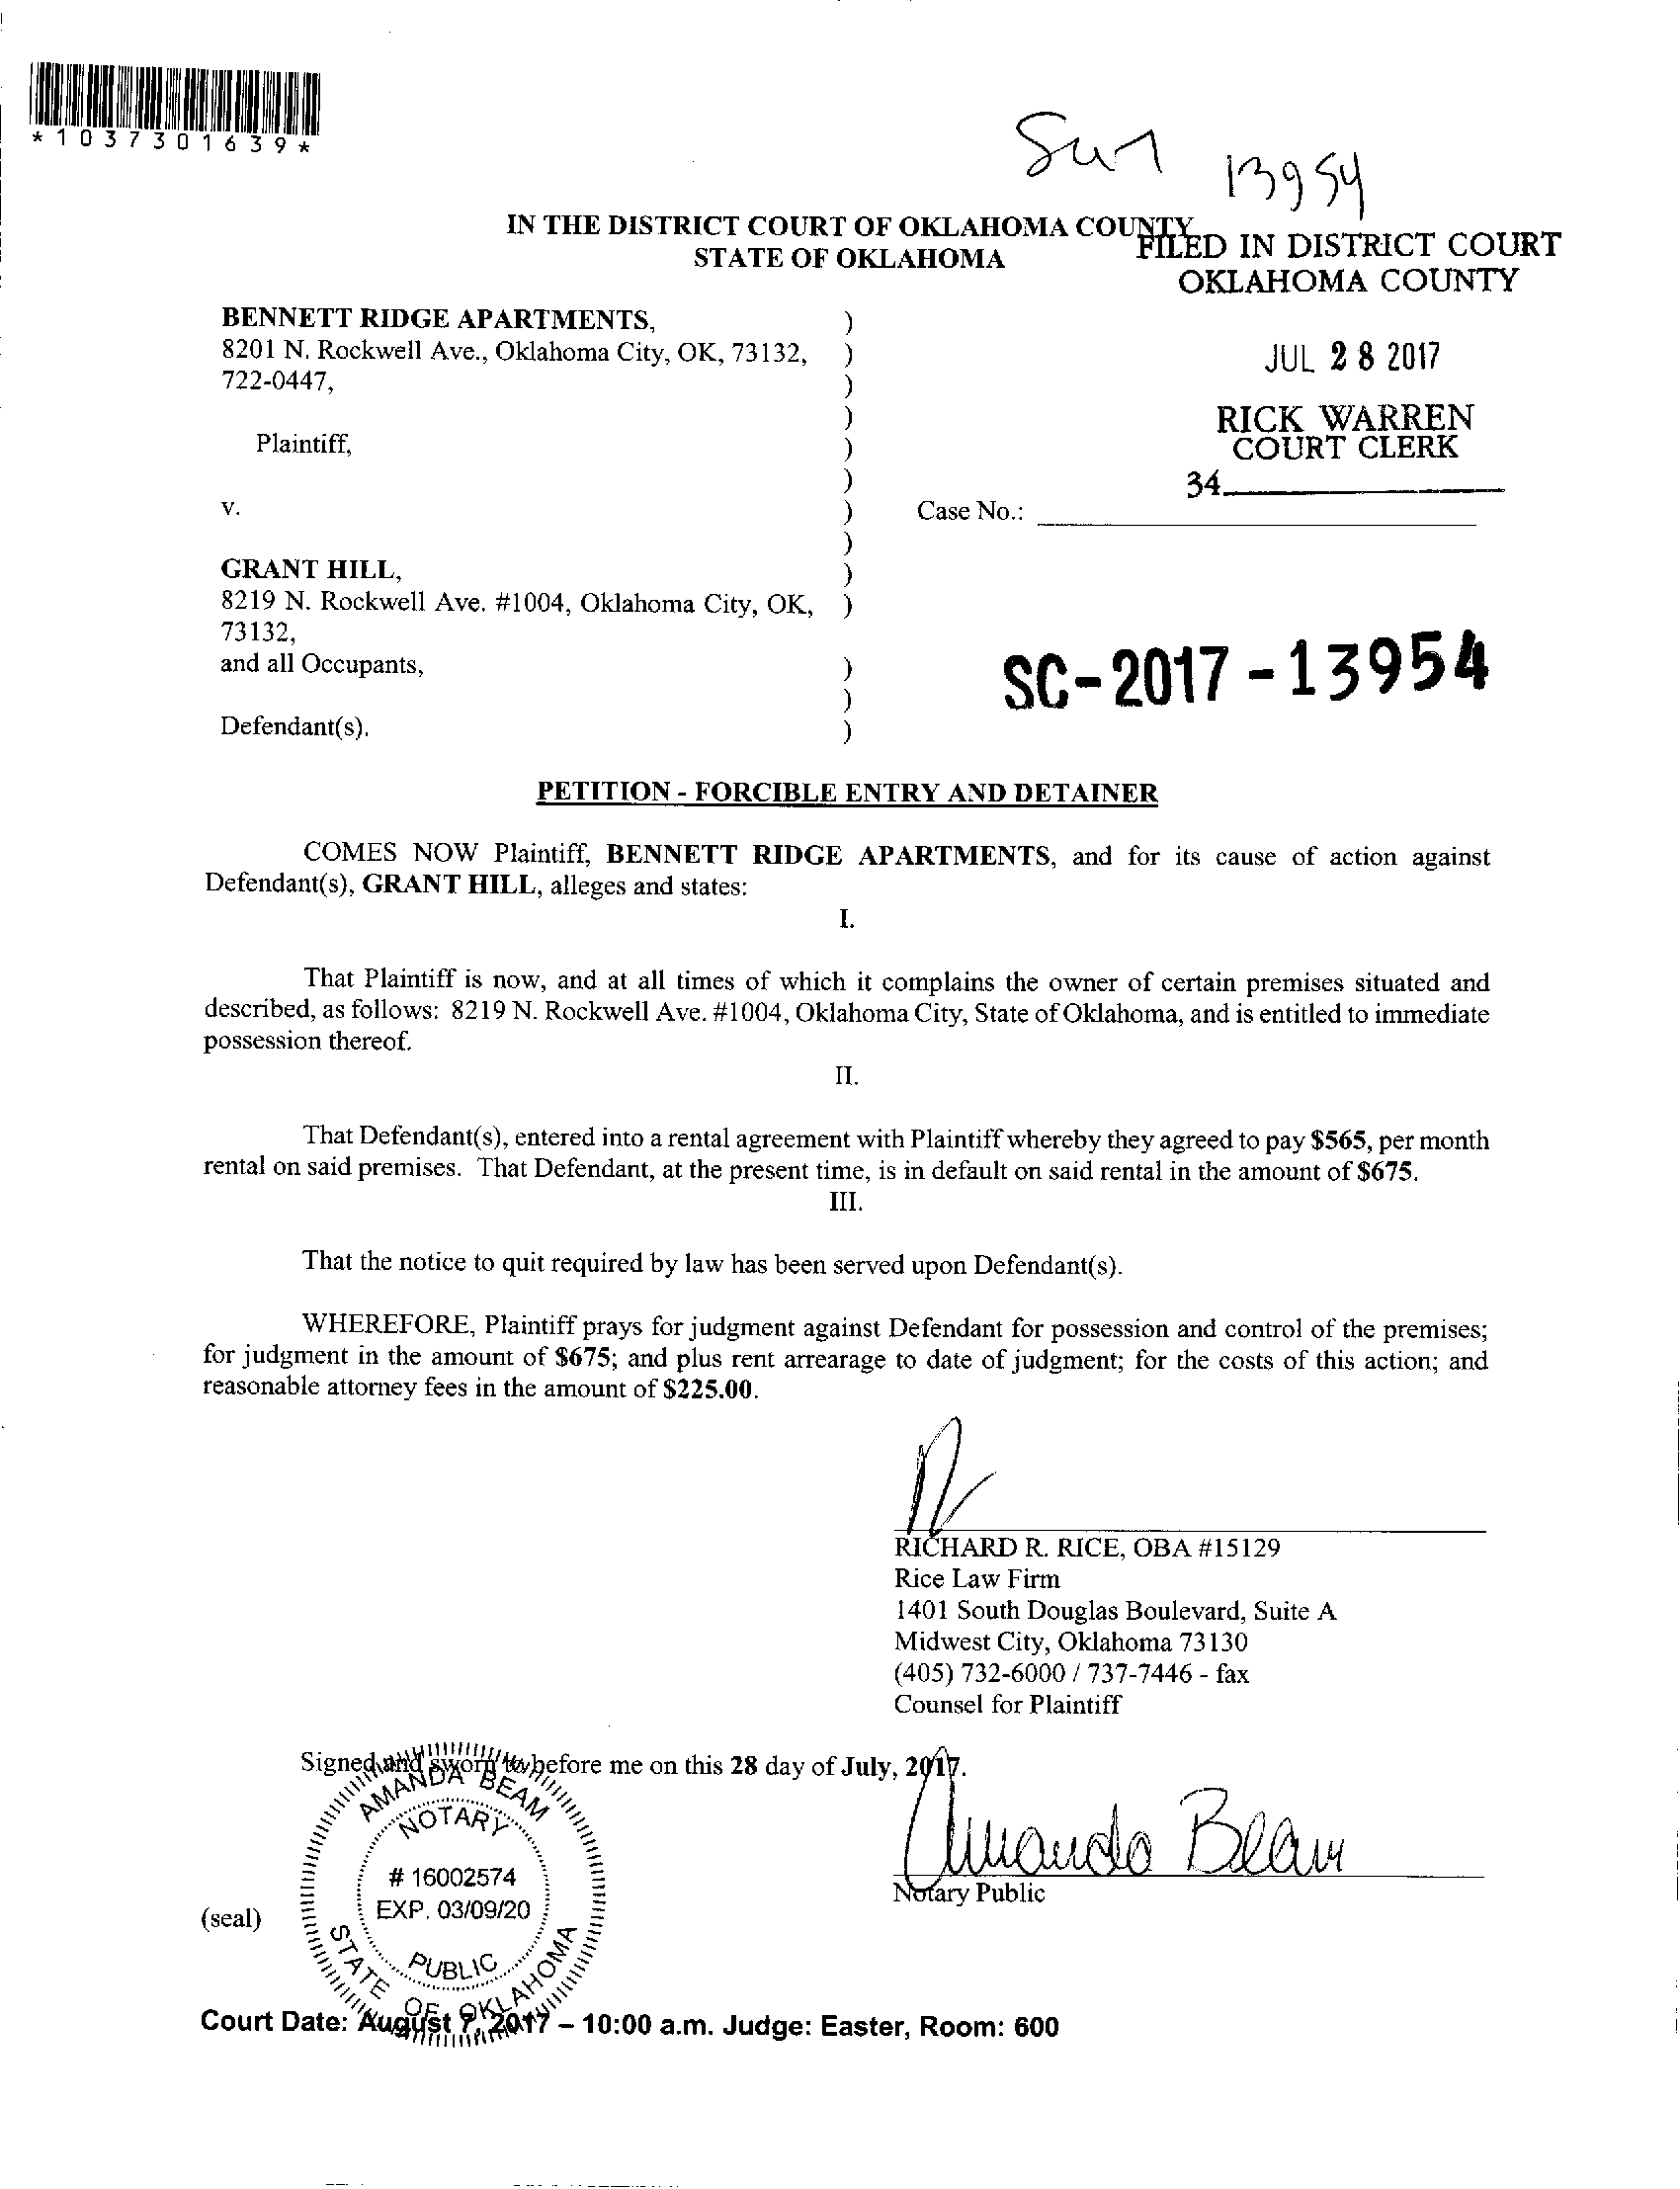 *1037301639*
Sun 13954
IN THE DISTRICT COURT OF OKLAHOMA COUNTY
STATE OF OKLAHOMA
FILED IN DISTRICT COURT
OKLAHOMA COUNTY
JUL 28 2017
RICK WARREN
COURT CLERK
34
BENNETT RIDGE APARTMENTS, )
8201 N. Rockwell Ave., Oklahoma City, OK, 73132, )
722-0447, )
)
Plaintiff, )
)
v. ) Case No.:
)
GRANT HILL, )
8219 N. Rockwell Ave. #1004, Oklahoma City, OK, )
73132,
and all Occupants, )
)
Defendant(s). )
SC-2017-13954
PETITION - FORCIBLE ENTRY AND DETAINER
COMES NOW Plaintiff, BENNETT RIDGE APARTMENTS, and for its cause of action against
Defendant(s), GRANT HILL, alleges and states:
I.
That Plaintiff is now, and at all times of which it complains the owner of certain premises situated and
described, as follows: 8219 N. Rockwell Ave. #1004, Oklahoma City, State of Oklahoma, and is entitled to immediate
possession thereof.
II.
That Defendant(s), entered into a rental agreement with Plaintiff whereby they agreed to pay $565, per month
rental on said premises. That Defendant, at the present time, is in default on said rental in the amount of $675.
III.
That the notice to quit required by law has been served upon Defendant(s).
WHEREFORE, Plaintiff prays for judgment against Defendant for possession and control of the premises;
for judgment in the amount of $675; and plus rent arrearage to date of judgment; for the costs of this action; and
reasonable attorney fees in the amount of $225.00.
RICHARD R. RICE, OBA #15129
Rice Law Firm
1401 South Douglas Boulevard, Suite A
Midwest City, Oklahoma 73130
(405) 732-6000 / 737-7446 - fax
Counsel for Plaintiff
Signed and sworn to before me on this 28 day of July, 2017.
Amanda Beam
Notary Public
(seal)
AMANDA BEAM
NOTARY
# 16002574
EXP. 03/09/20
PUBLIC
STATE OF OKLAHOMA
Court Date: August 7, 2017 – 10:00 a.m. Judge: Easter, Room: 600